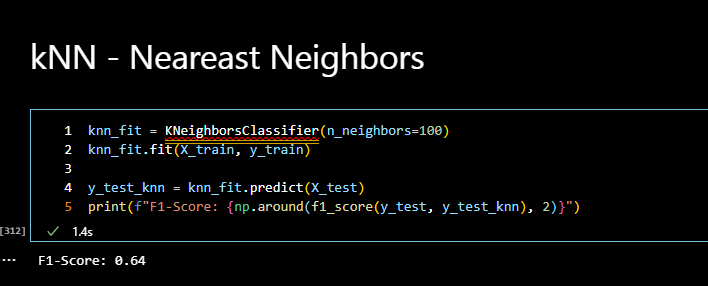 kNN - Neareast Neighbors
1 knn_fit = KNeighborsClassifier(n_neighbors=100)
2 knn_fit.fit(X_train, y_train)
3
4 y_test_knn = knn_fit.predict(X_test)
5 print(f"F1-Score: {np.around(f1_score(y_test, y_test_knn), 2)}")
[312] ✓ 1.4s
... F1-Score: 0.64